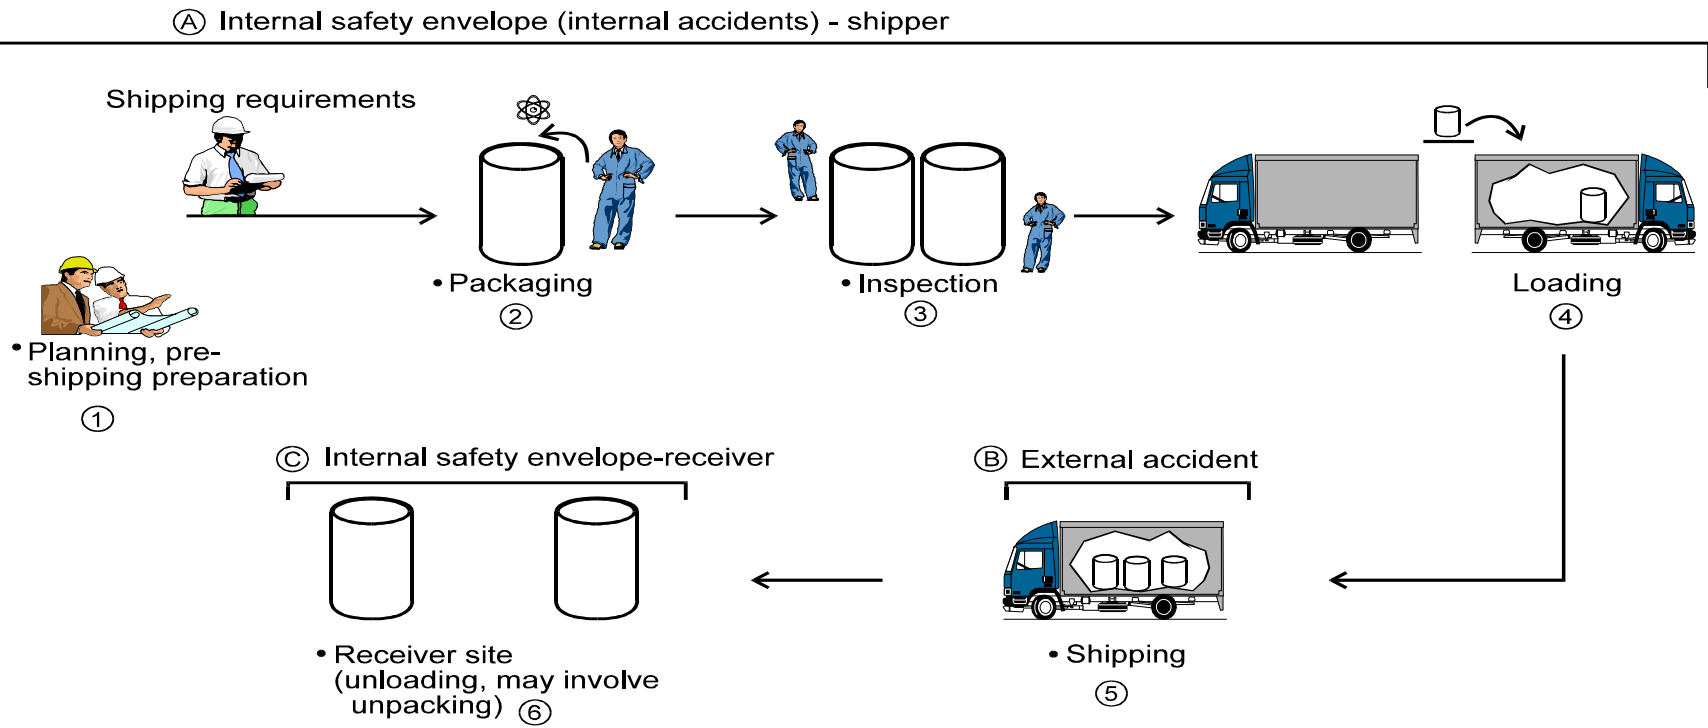 Ⓐ Internal safety envelope (internal accidents) - shipper
Shipping requirements
• Planning, pre-
shipping preparation
①
• Packaging
②
• Inspection
③
Loading
④
Ⓑ External accident
• Shipping
⑤
Ⓒ Internal safety envelope-receiver
• Receiver site
(unloading, may involve
unpacking) ⑥